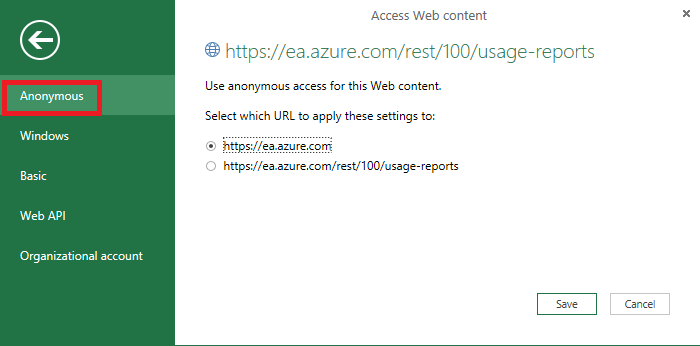 Access Web content
https://ea.azure.com/rest/100/usage-reports
Anonymous
Windows
Basic
Web API
Organizational account
Use anonymous access for this Web content.
Select which URL to apply these settings to:
https://ea.azure.com
https://ea.azure.com/rest/100/usage-reports
Save
Cancel